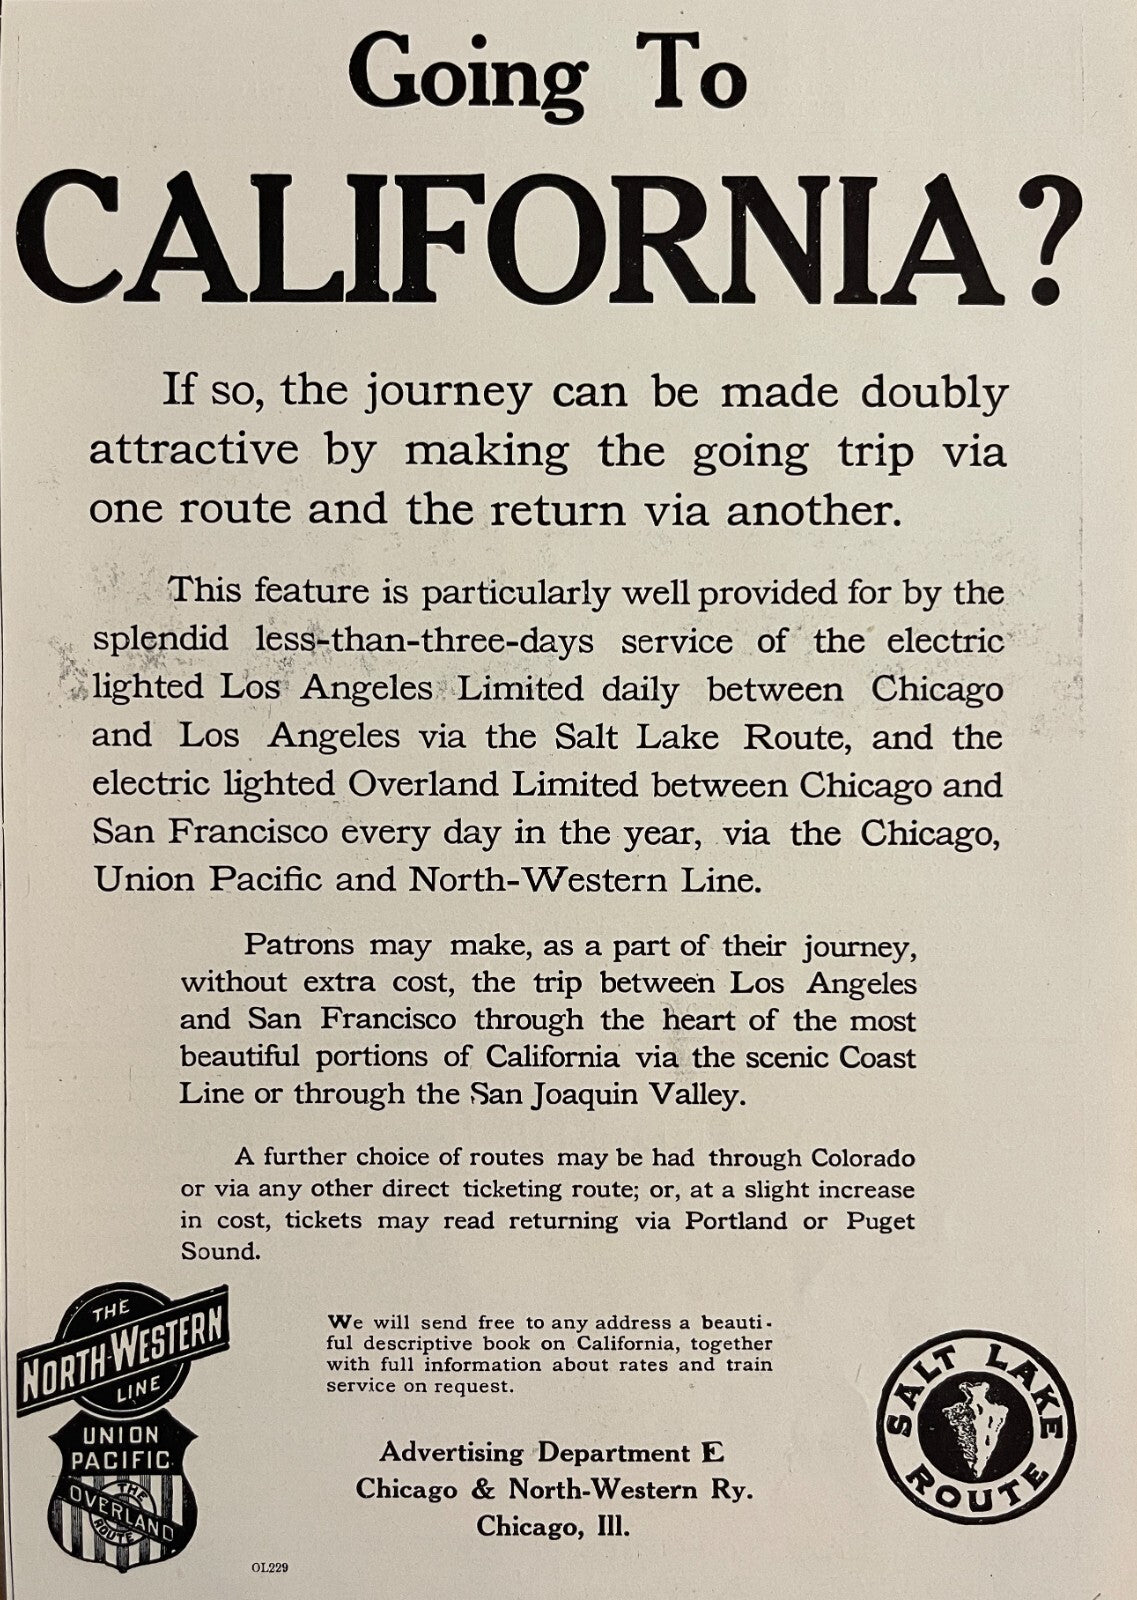 Going To
CALIFORNIA?
If so, the journey can be made doubly
attractive by making the going trip via
one route and the return via another.
This feature is particularly well provided for by the
splendid less-than-three-days service of the electric
lighted Los Angeles Limited daily between Chicago
and Los Angeles via the Salt Lake Route, and the
electric lighted Overland Limited between Chicago and
San Francisco every day in the year, via the Chicago,
Union Pacific and North-Western Line.
Patrons may make, as a part of their journey,
without extra cost, the trip between Los Angeles
and San Francisco through the heart of the most
beautiful portions of California via the scenic Coast
Line or through the San Joaquin Valley.
A further choice of routes may be had through Colorado
or via any other direct ticketing route; or, at a slight increase
in cost, tickets may read returning via Portland or Puget
Sound.
THE
NORTH-WESTERN
LINE
UNION
PACIFIC
THE
OVERLAND
ROUTE
We will send free to any address a beauti-
ful descriptive book on California, together
with full information about rates and train
service on request.
Advertising Department E
Chicago & North-Western Ry.
Chicago, Ill.
SALT LAKE
ROUTE
OL229